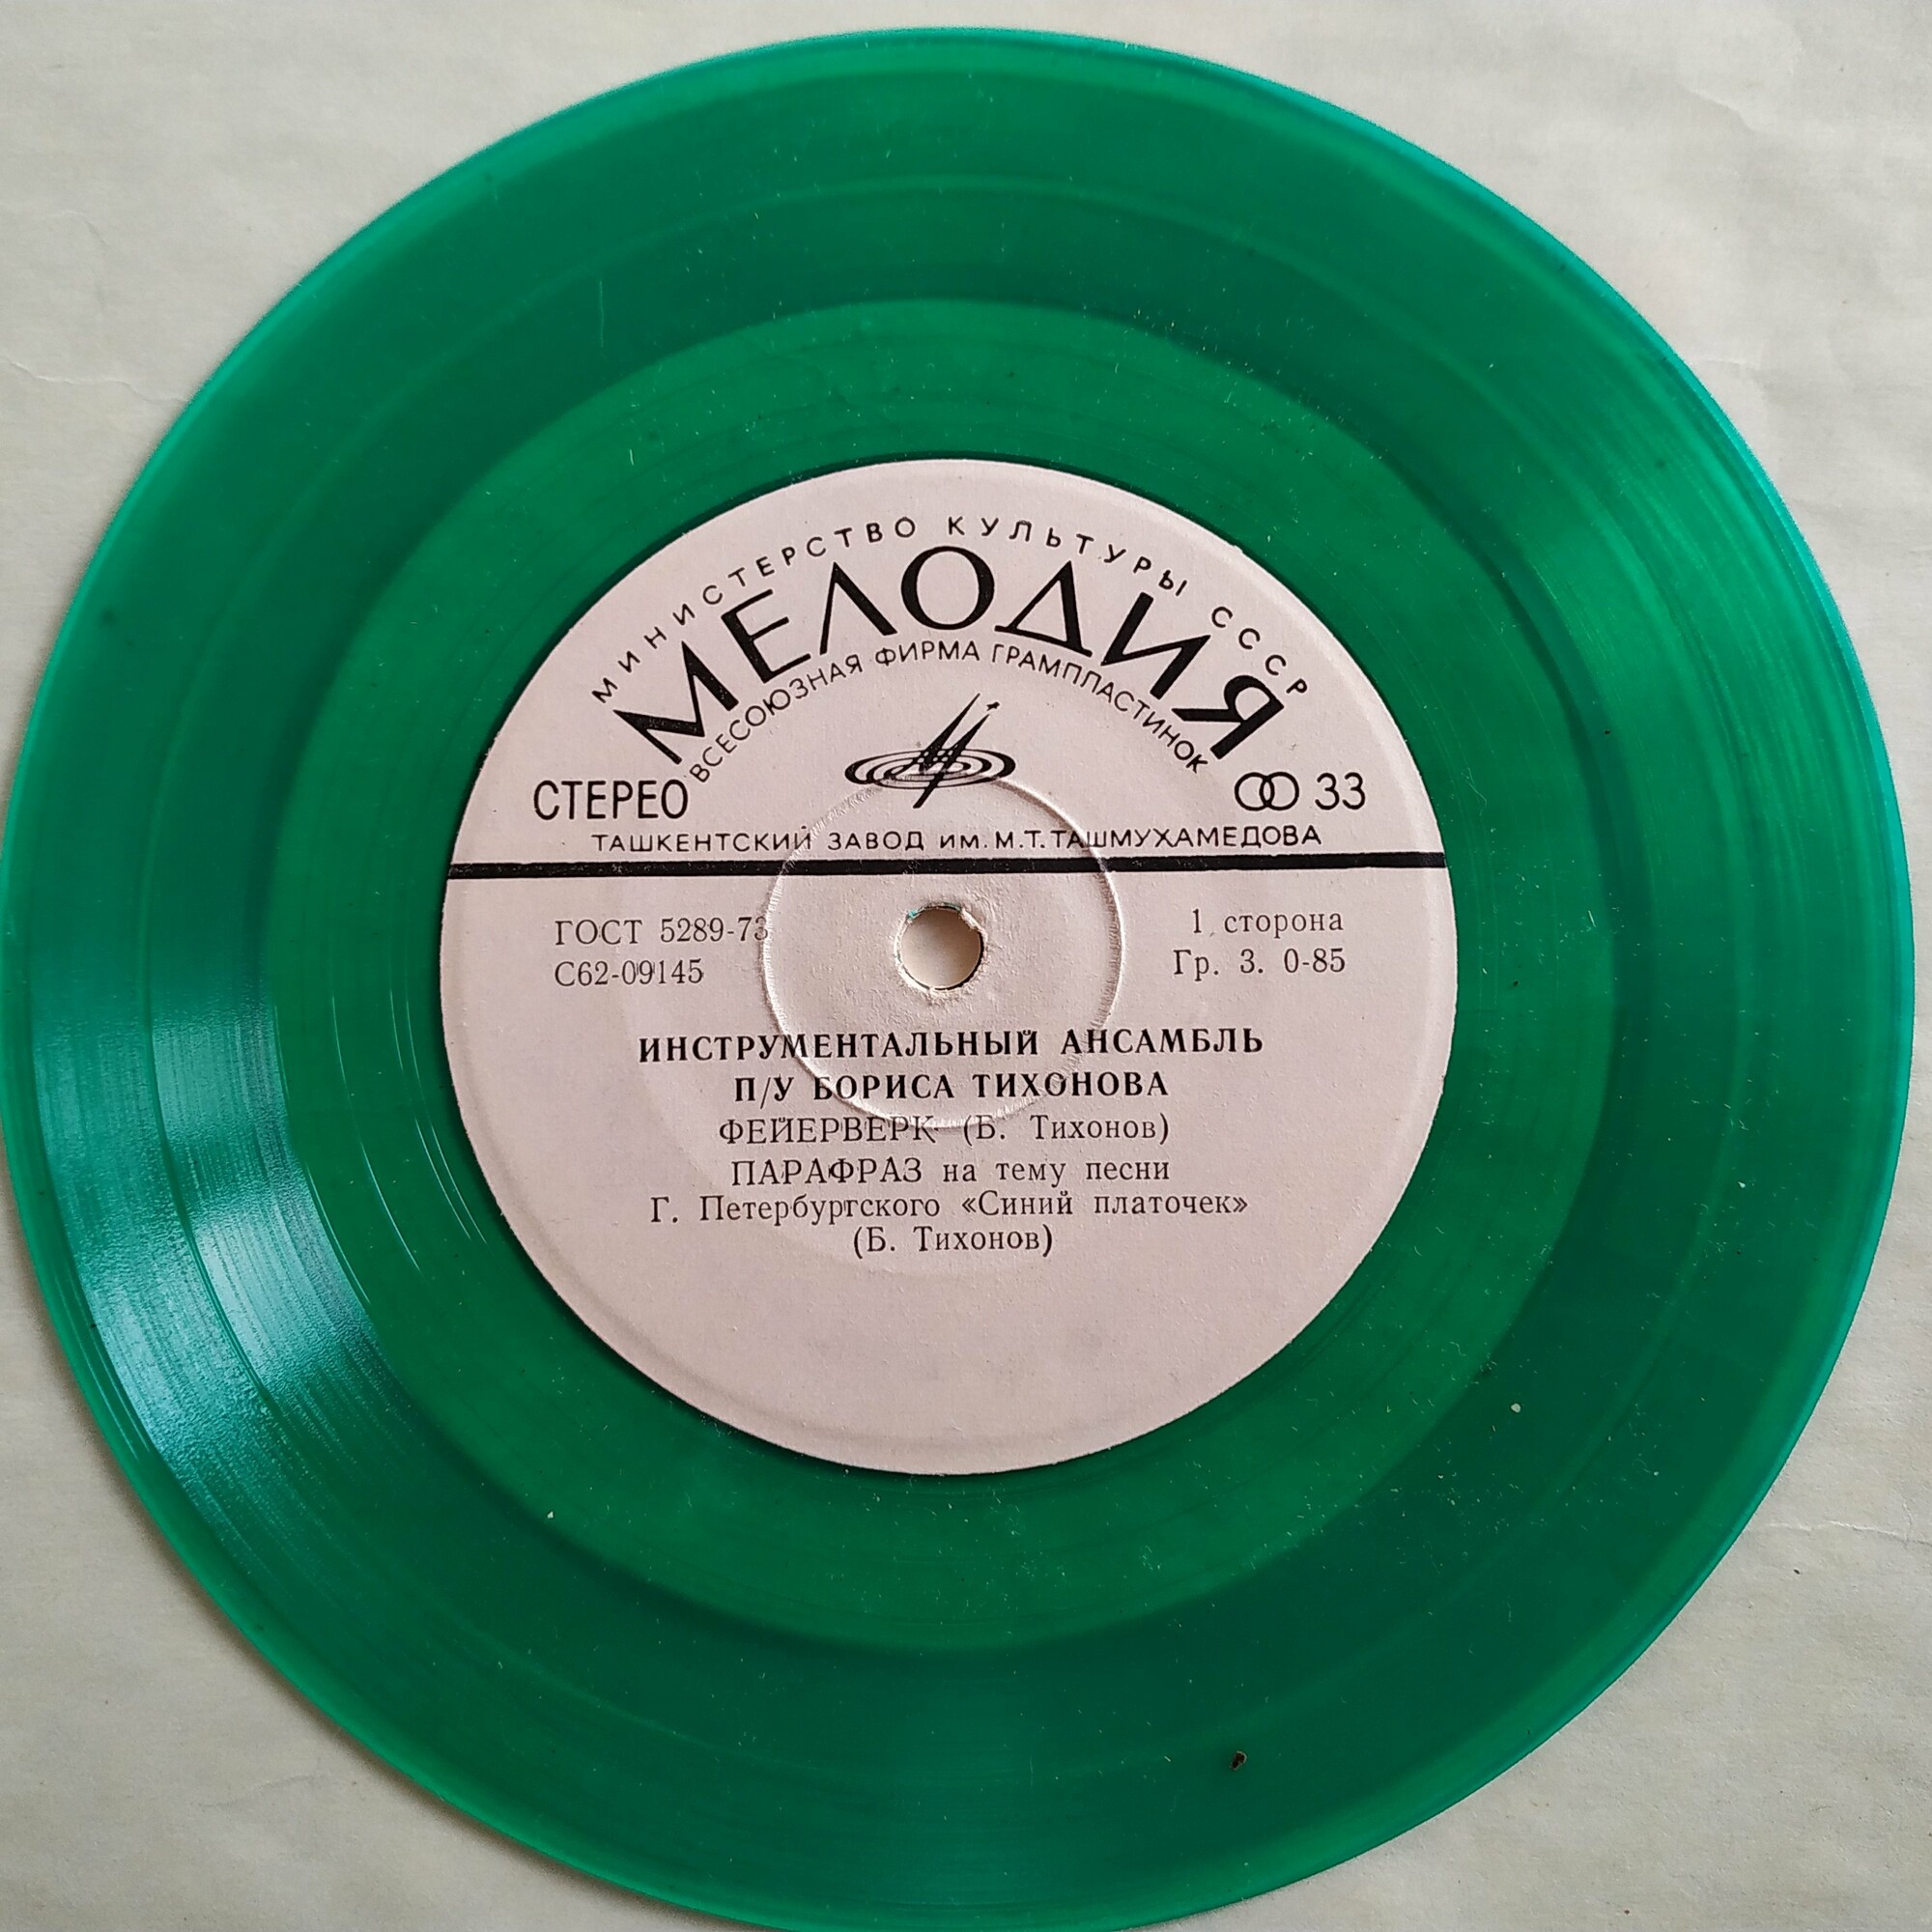 МИНИСТЕРСТВО КУЛЬТУРЫ СССР
МЕЛОДИЯ
ВСЕСОЮЗНАЯ ФИРМА ГРАМПЛАСТИНОК
СТЕРЕО
33
ТАШКЕНТСКИЙ ЗАВОД им. М.Т. ТАШМУХАМЕДОВА
ГОСТ 5289-73
1 сторона
С62-09145
Гр. 3. 0-85
ИНСТРУМЕНТАЛЬНЫЙ АНСАМБЛЬ
П/У БОРИСА ТИХОНОВА
ФЕЙЕРВЕРК (Б. Тихонов)
ПАРАФРАЗ на тему песни
Г. Петербургского «Синий платочек»
(Б. Тихонов)